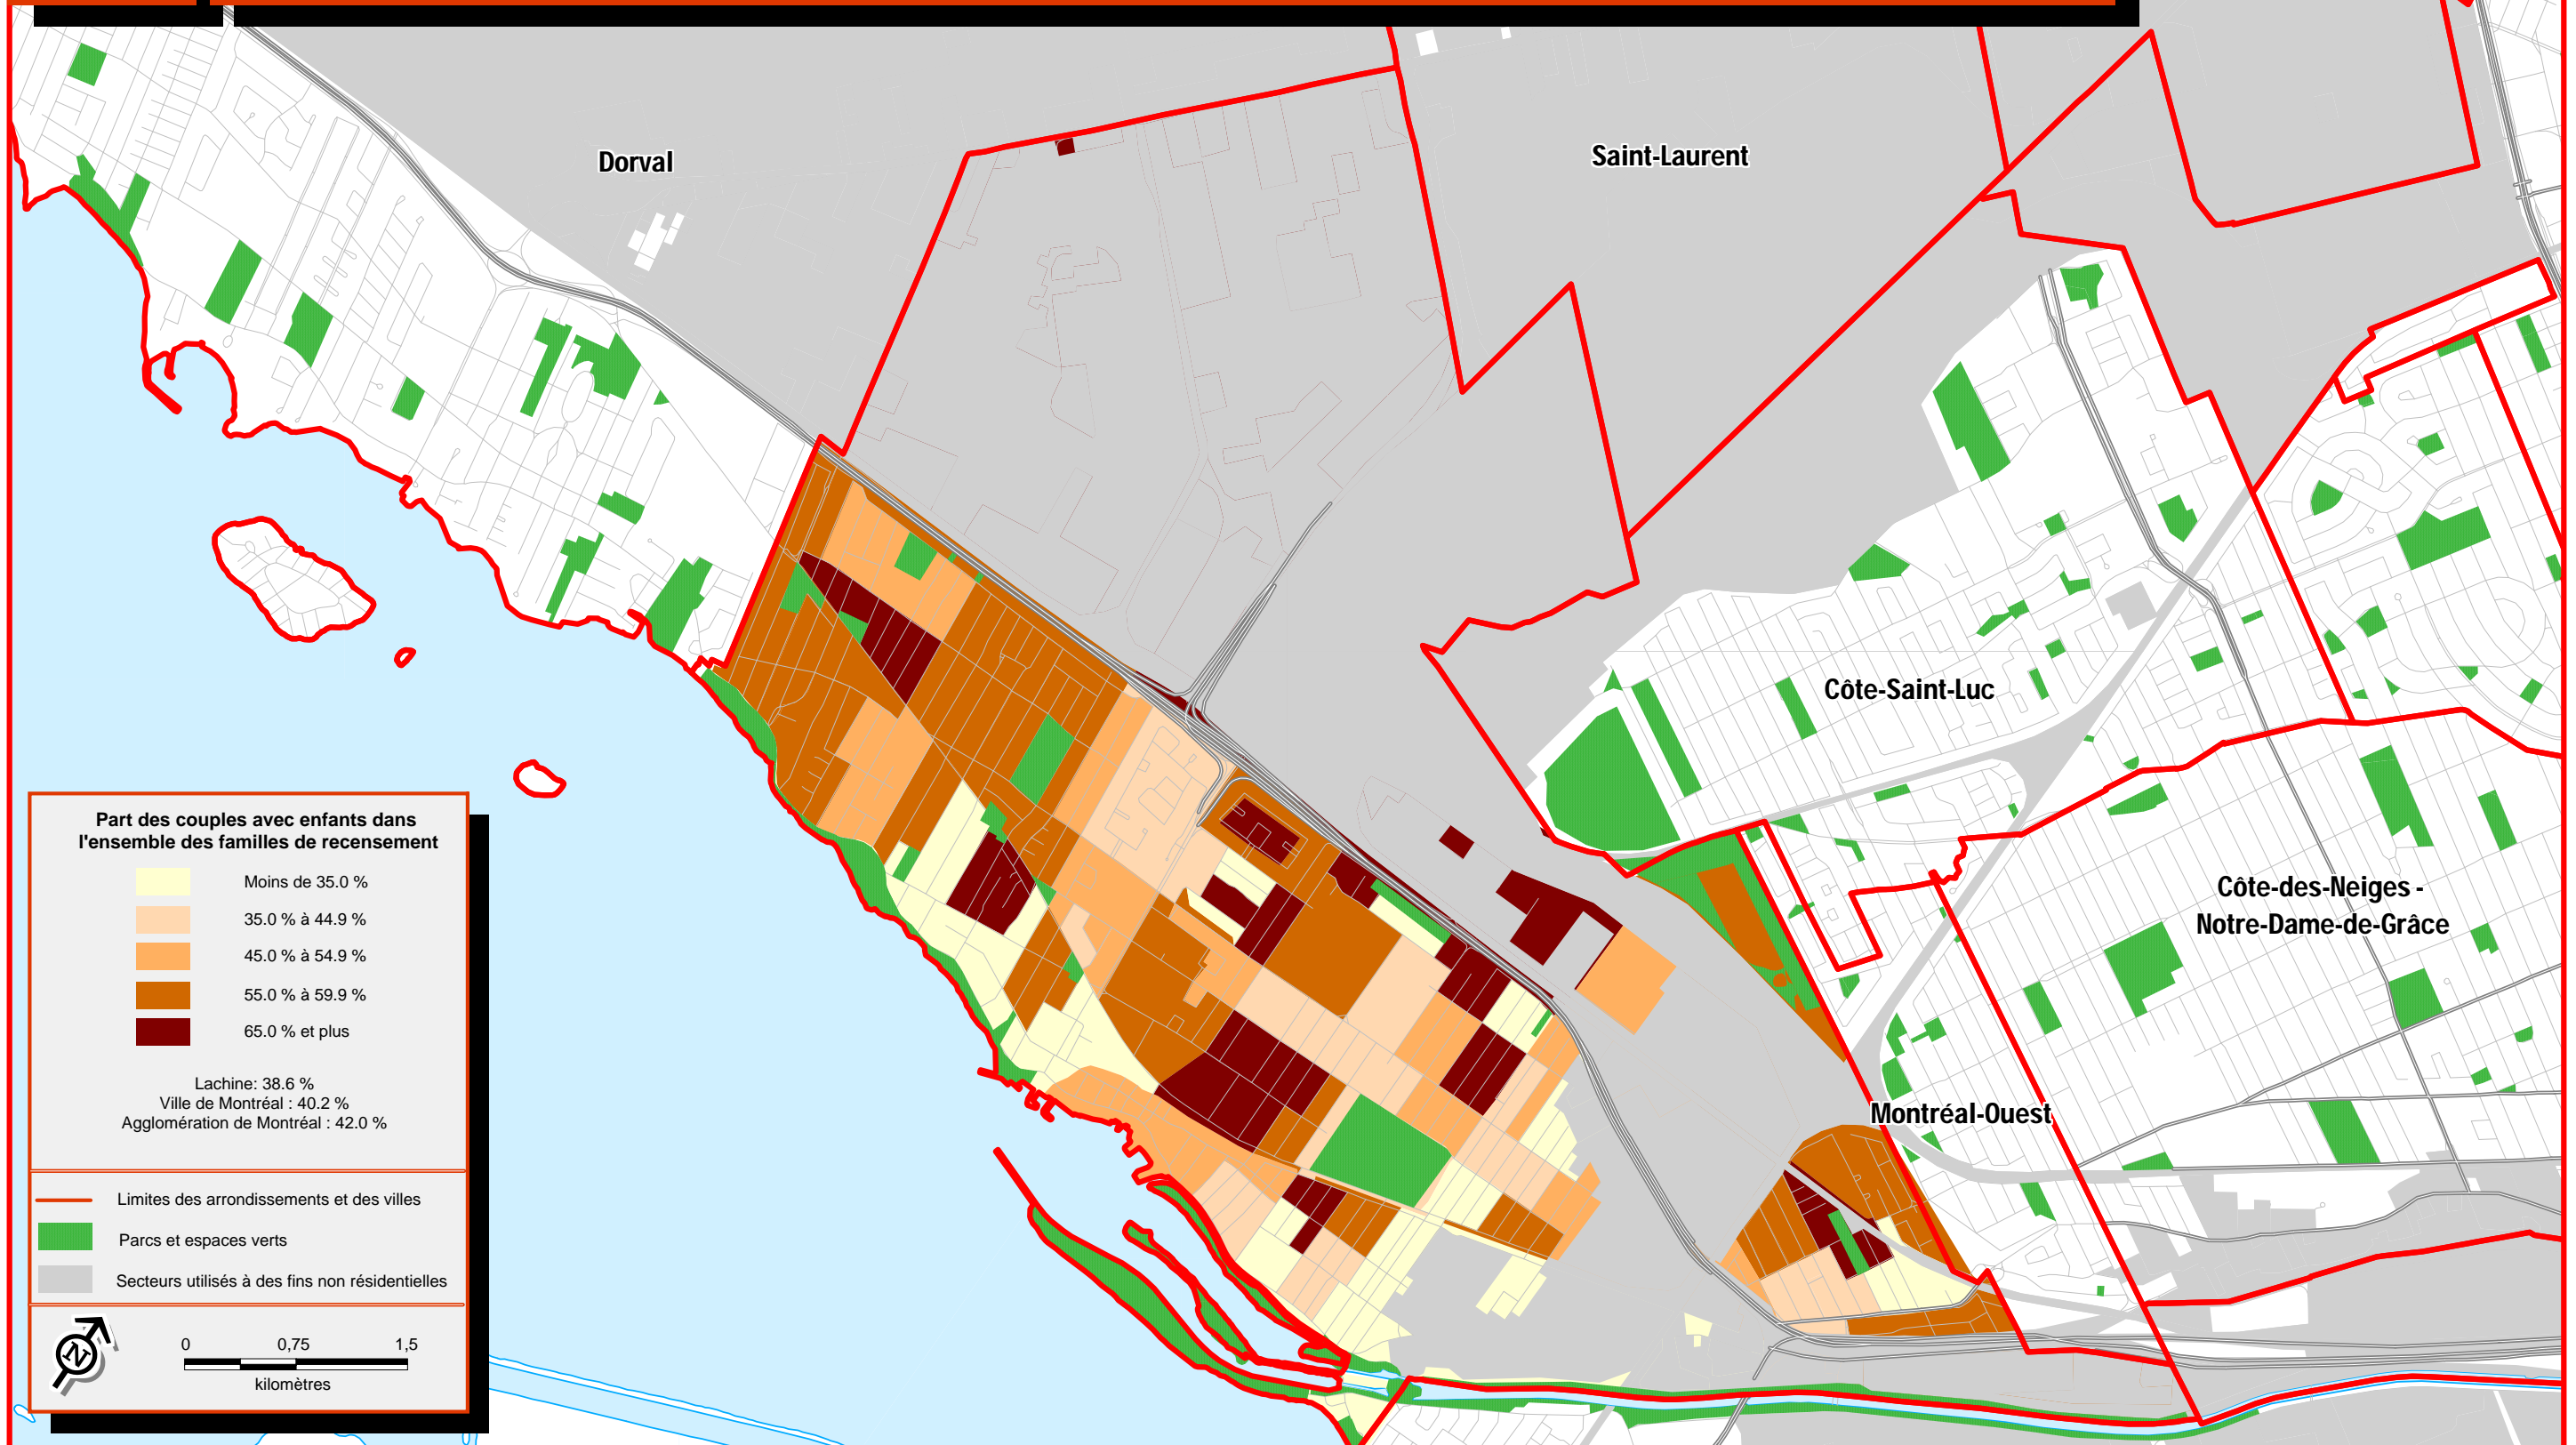 Dorval
Saint-Laurent
Côte-Saint-Luc
Côte-des-Neiges -
Notre-Dame-de-Grâce
Montréal-Ouest
Part des couples avec enfants dans
l'ensemble des familles de recensement
Moins de 35.0 %
35.0 % à 44.9 %
45.0 % à 54.9 %
55.0 % à 59.9 %
65.0 % et plus
Lachine: 38.6 %
Ville de Montréal : 40.2 %
Agglomération de Montréal : 42.0 %
Limites des arrondissements et des villes
Parcs et espaces verts
Secteurs utilisés à des fins non résidentielles
N
0 0,75 1,5
kilomètres